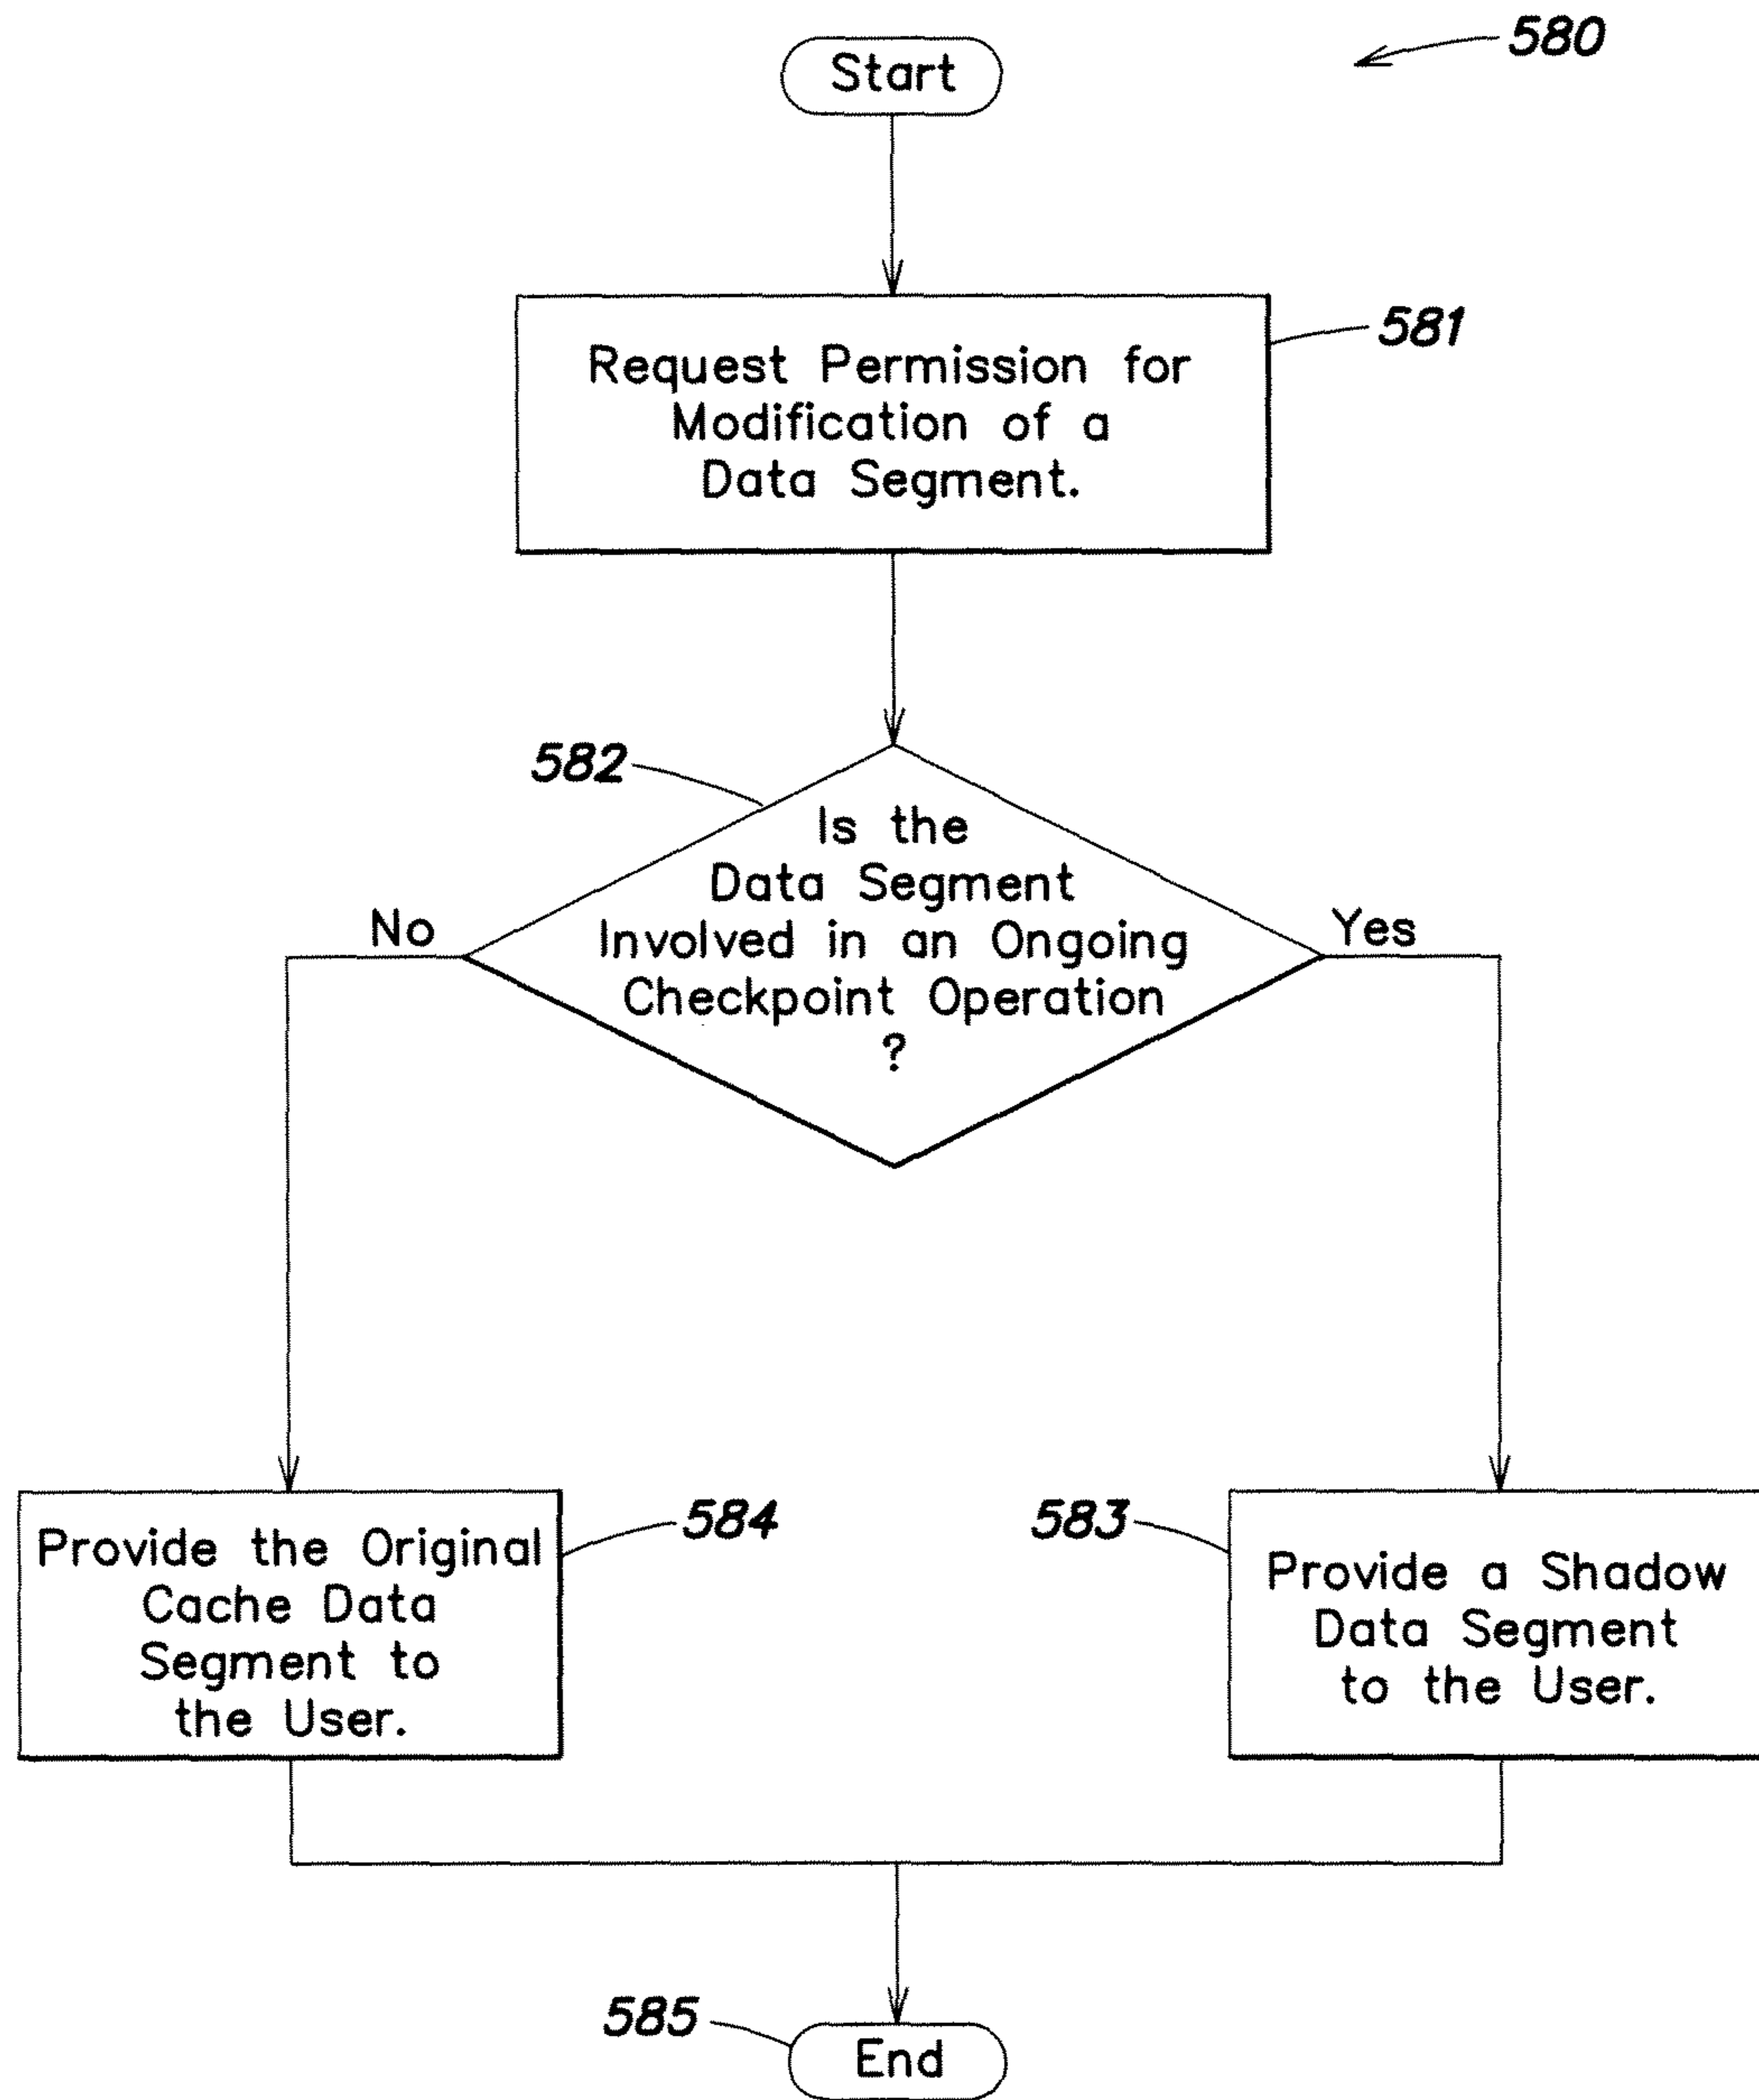 580
Start
581
Request Permission for
Modification of a
Data Segment.
582
Is the
Data Segment
Involved in an Ongoing
Checkpoint Operation
?
No
Yes
584
Provide the Original
Cache Data
Segment to
the User.
583
Provide a Shadow
Data Segment
to the User.
585
End